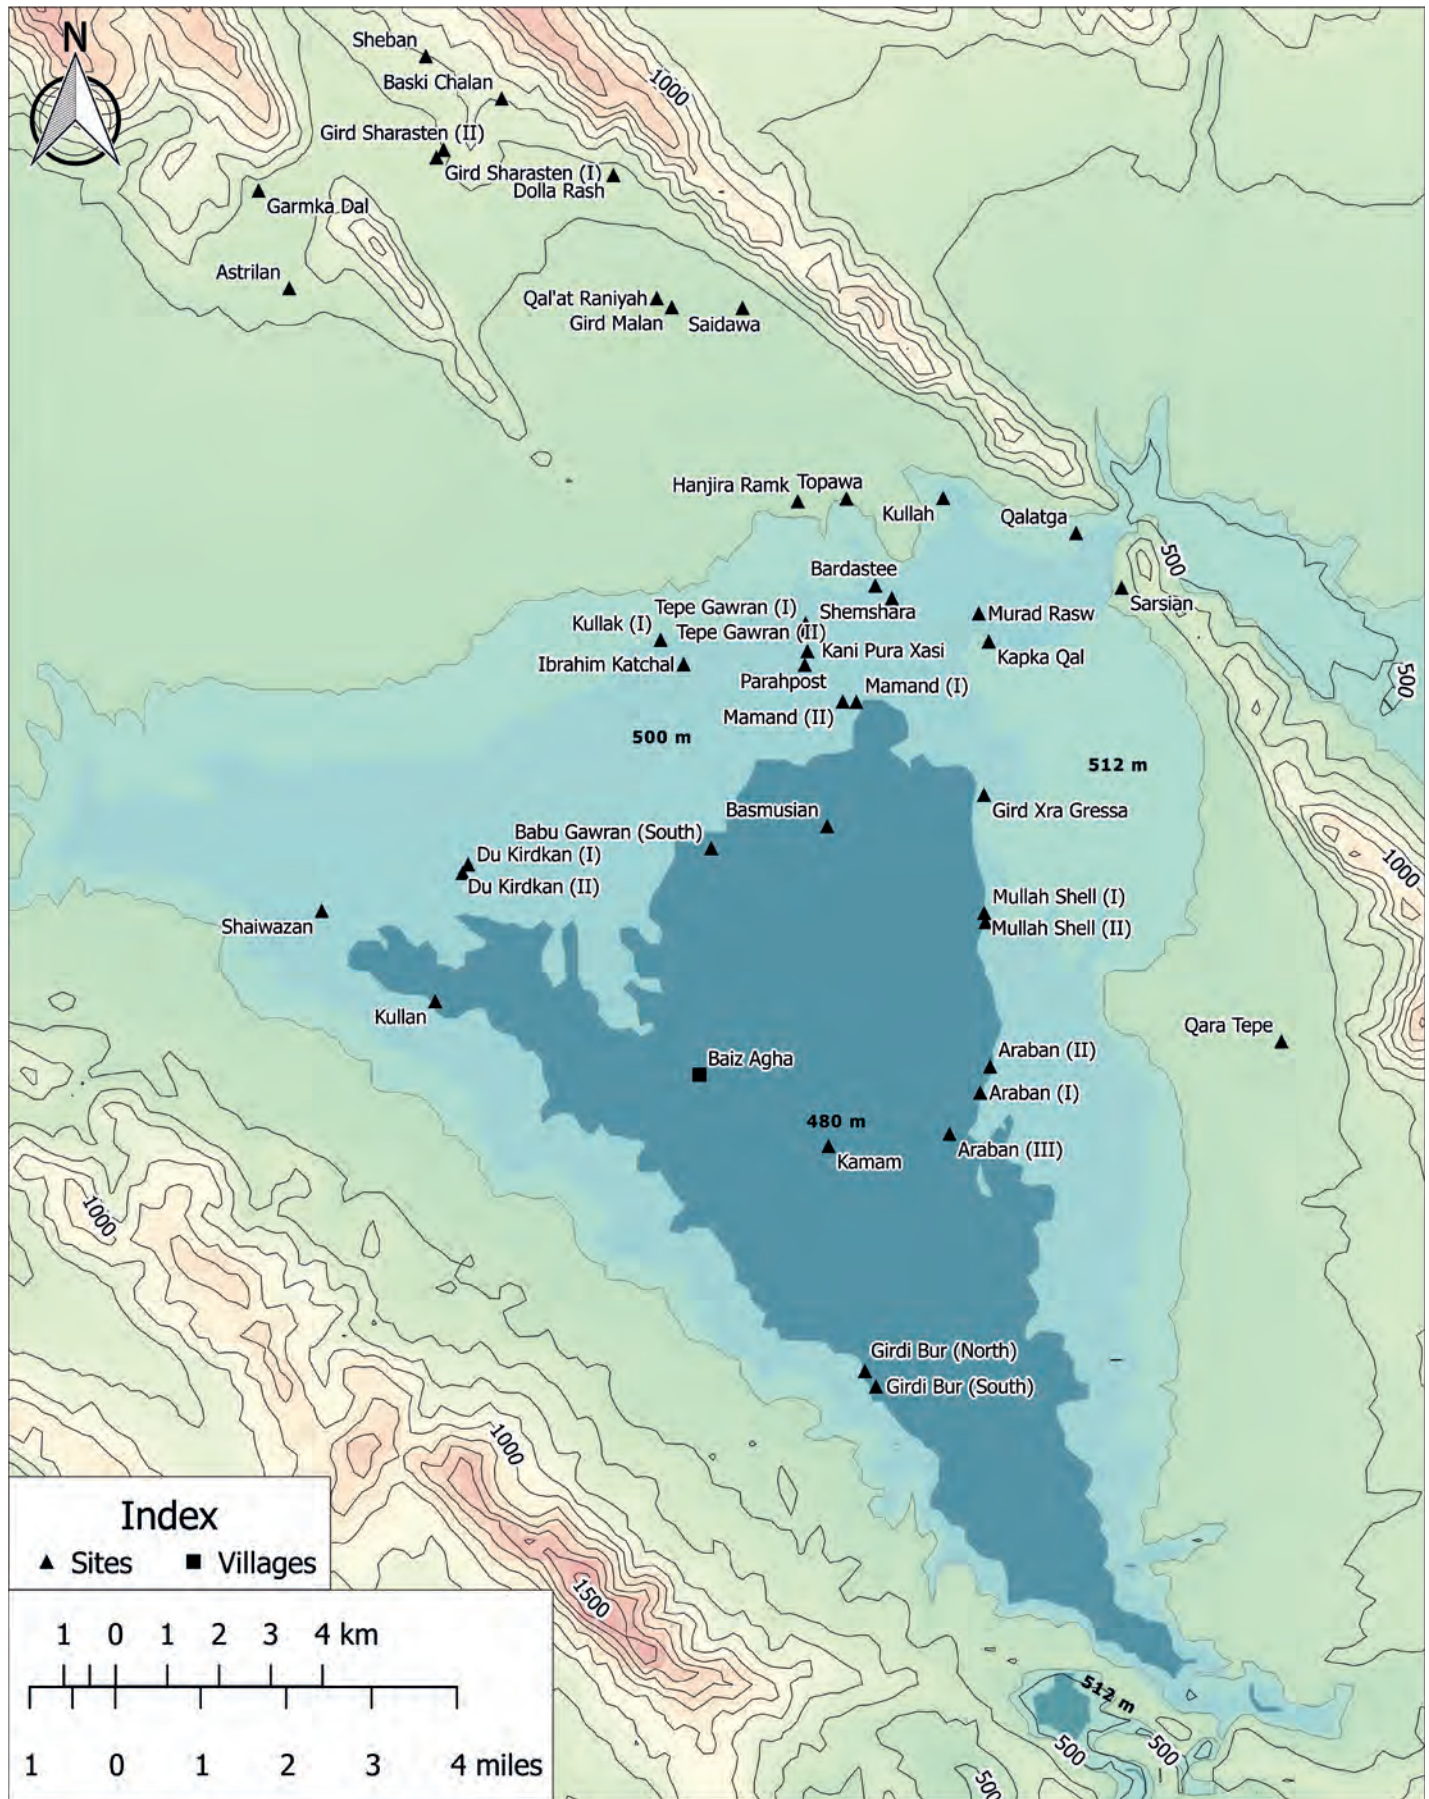 N
Sheban
1000
Baski Chalan
Gird Sharasten (II)
Gird Sharasten (I)
Dolla Rash
Garmka Dal
Astrilan
Qal'at Raniyah
Gird Malan
Saidawa
Hanjira Ramk
Topawa
Kullah
Qalatga
500
Bardastee
Sarsian
Tepe Gawran (I)
Shemshara
Murad Rasw
Kullak (I)
Tepe Gawran (II)
Kani Pura Xasi
Kapka Qal
Ibrahim Katchal
Parahpost
Mamand (I)
500
Mamand (II)
500 m
512 m
Basmusian
Gird Xra Gressa
Babu Gawran (South)
Du Kirdkan (I)
1000
Du Kirdkan (II)
Mullah Shell (I)
Shaiwazan
Mullah Shell (II)
Kullan
Qara Tepe
Baiz Agha
Araban (II)
Araban (I)
480 m
Kamam
Araban (III)
1000
Girdi Bur (North)
Girdi Bur (South)
1000
Index
Sites
Villages
1500
1 0 1 2 3 4 km
512 m
500
500
500
1 0 1 2 3 4 miles